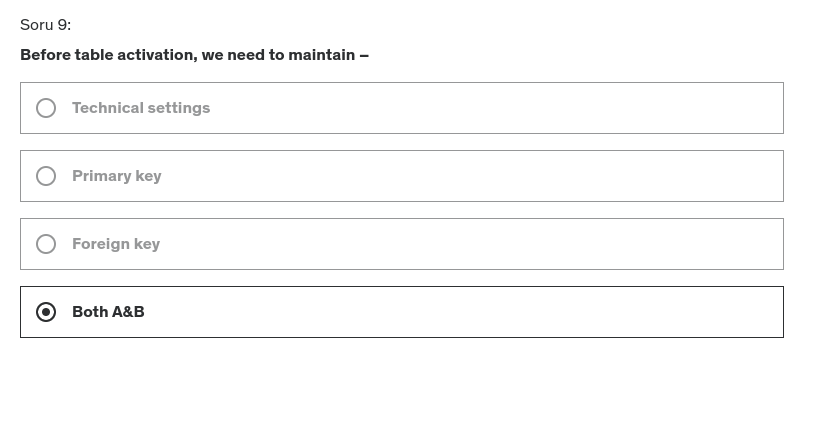 Soru 9:
Before table activation, we need to maintain –
Technical settings
Primary key
Foreign key
Both A&B